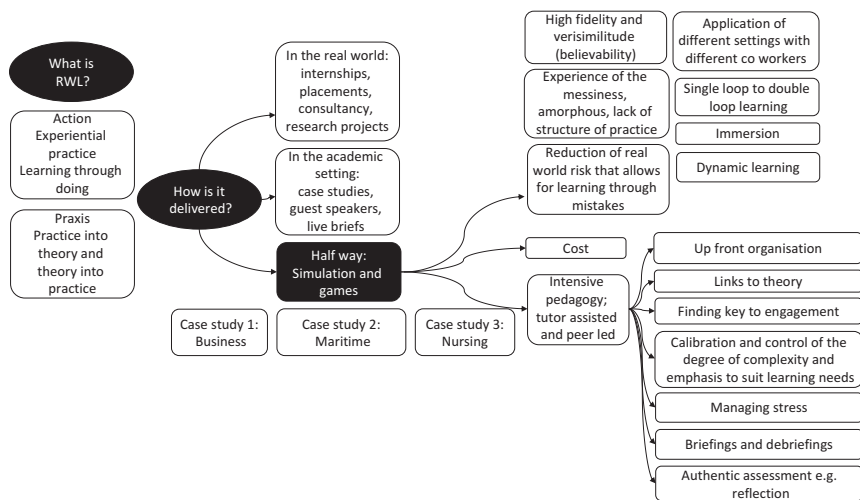 What is
RWL?
Action
Experiential
practice
Learning through
doing
Praxis
Practice into
theory and
theory into
practice
How is it
delivered?
In the real world:
internships,
placements,
consultancy,
research projects
In the academic
setting:
case studies,
guest speakers,
live briefs
Half way:
Simulation and
games
Case study 1:
Business
Case study 2:
Maritime
Case study 3:
Nursing
High fidelity and
verisimilitude
(believability)
Experience of the
messiness,
amorphous, lack of
structure of practice
Reduction of real
world risk that allows
for learning through
mistakes
Application of
different settings with
different co workers
Single loop to double
loop learning
Immersion
Dynamic learning
Cost
Intensive
pedagogy;
tutor assisted
and peer led
Up front organisation
Links to theory
Finding key to engagement
Calibration and control of the
degree of complexity and
emphasis to suit learning needs
Managing stress
Briefings and debriefings
Authentic assessment e.g.
reflection